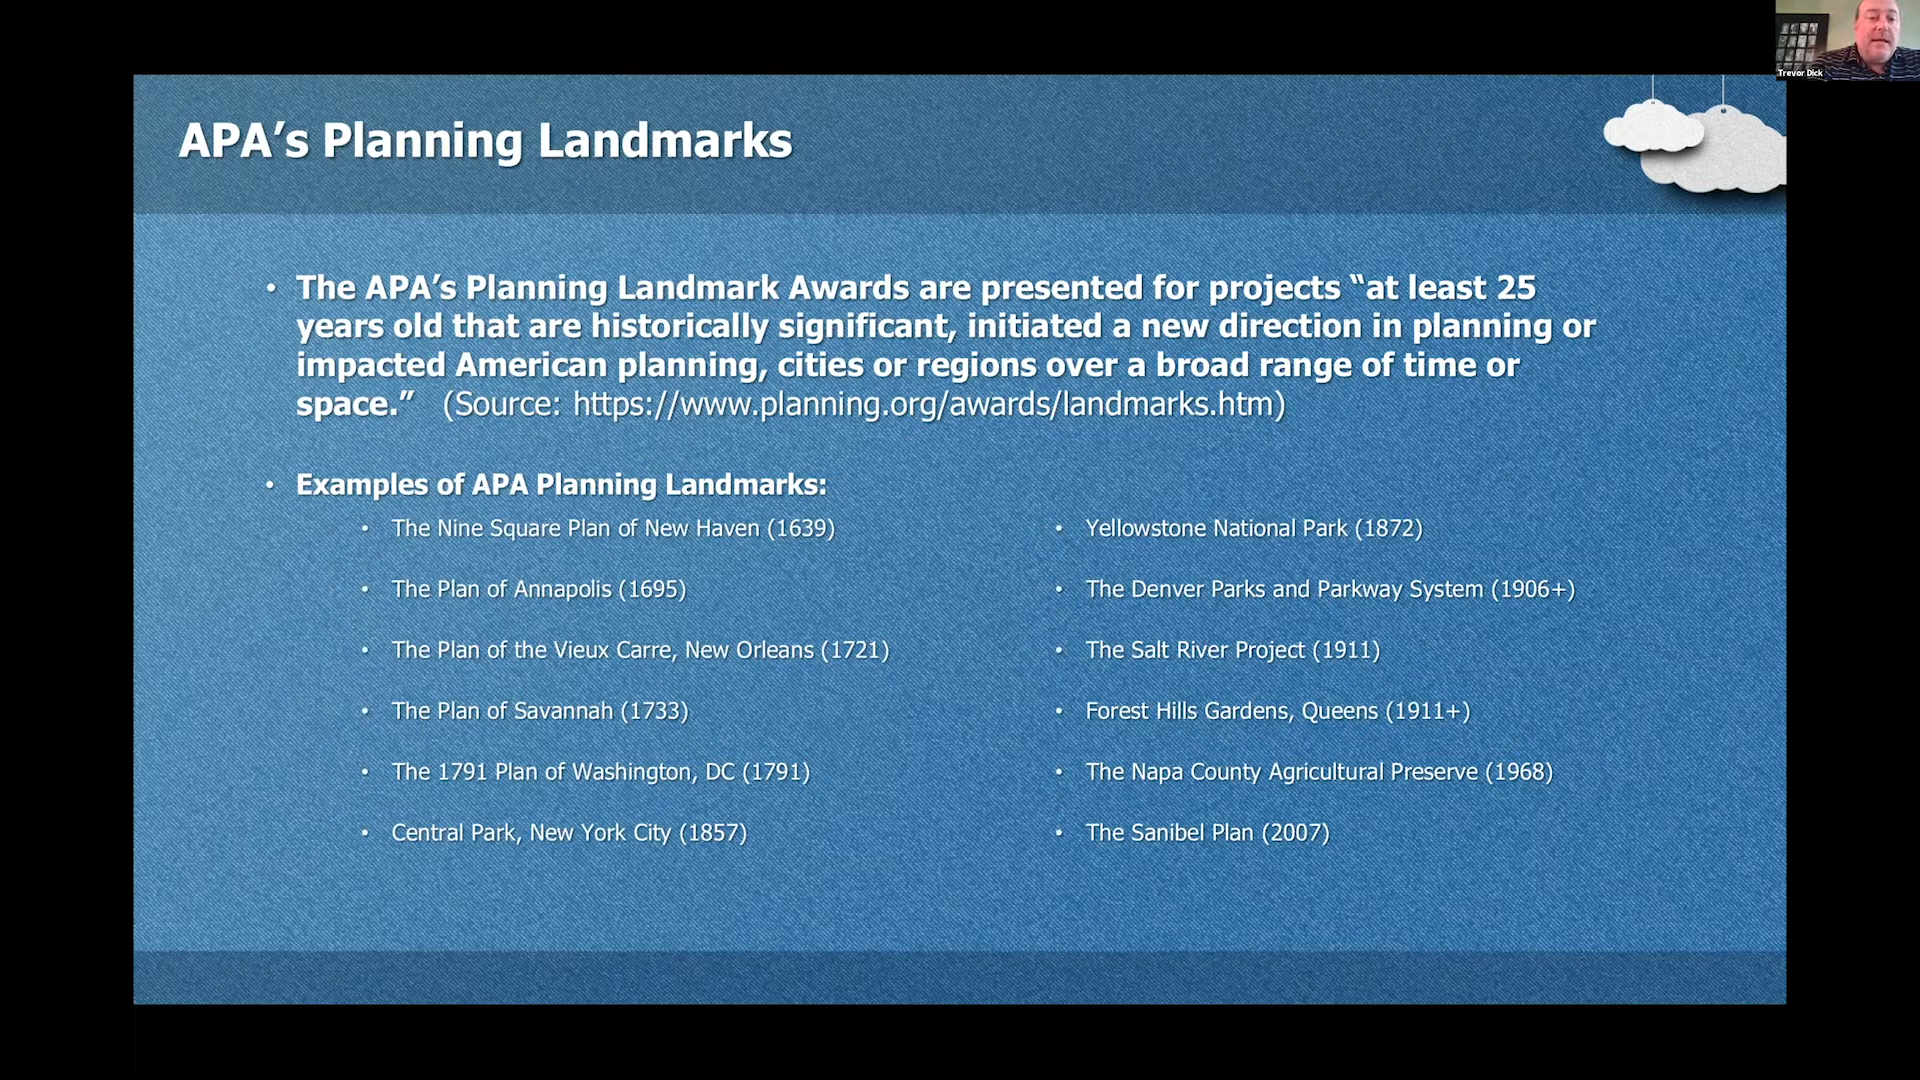 Trevor Dick
APA’s Planning Landmarks
• The APA’s Planning Landmark Awards are presented for projects “at least 25
years old that are historically significant, initiated a new direction in planning or
impacted American planning, cities or regions over a broad range of time or
space.” (Source: https://www.planning.org/awards/landmarks.htm)
• Examples of APA Planning Landmarks:
• The Nine Square Plan of New Haven (1639)
• The Plan of Annapolis (1695)
• The Plan of the Vieux Carre, New Orleans (1721)
• The Plan of Savannah (1733)
• The 1791 Plan of Washington, DC (1791)
• Central Park, New York City (1857)
• Yellowstone National Park (1872)
• The Denver Parks and Parkway System (1906+)
• The Salt River Project (1911)
• Forest Hills Gardens, Queens (1911+)
• The Napa County Agricultural Preserve (1968)
• The Sanibel Plan (2007)